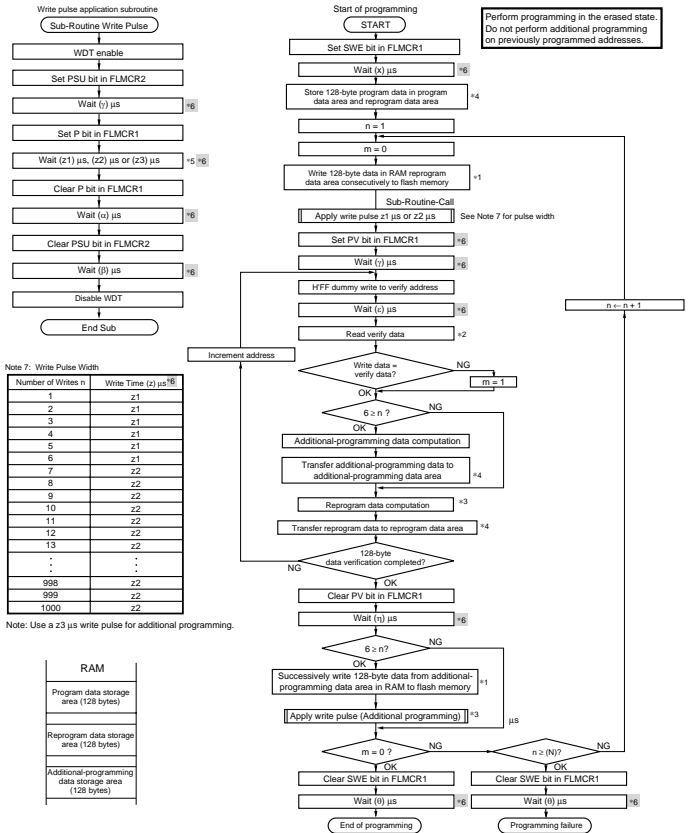 Write pulse application subroutine
Sub-Routine Write Pulse
WDT enable
Set PSU bit in FLMCR2
Wait (γ) μs
*6
Set P bit in FLMCR1
Wait (z1) μs, (z2) μs or (z3) μs
*5 *6
Clear P bit in FLMCR1
Wait (α) μs
*6
Clear PSU bit in FLMCR2
Wait (β) μs
*6
Disable WDT
End Sub
Note 7: Write Pulse Width
Number of Writes n
Write Time (z) μs*6
1 z1
2 z1
3 z1
4 z1
5 z1
6 z1
7 z2
8 z2
9 z2
10 z2
11 z2
12 z2
13 z2
998 z2
999 z2
1000 z2
Note: Use a z3 μs write pulse for additional programming.
RAM
Program data storage
area (128 bytes)
Reprogram data storage
area (128 bytes)
Additional-programming
data storage area
(128 bytes)
Start of programming
START
Set SWE bit in FLMCR1
Wait (x) μs
*6
Store 128-byte program data in program
data area and reprogram data area
*4
n = 1
m = 0
Write 128-byte data in RAM reprogram
data area consecutively to flash memory
*1
Sub-Routine-Call
Apply write pulse z1 μs or z2 μs
See Note 7 for pulse width
Set PV bit in FLMCR1
*6
Wait (γ) μs
*6
H'FF dummy write to verify address
Wait (ε) μs
*6
Read verify data
*2
Increment address
Write data =
verify data?
NG
m = 1
OK
6 ≥ n ?
NG
OK
Additional-programming data computation
Transfer additional-programming data to
additional-programming data area
*4
Reprogram data computation
*3
Transfer reprogram data to reprogram data area
*4
128-byte
data verification completed?
NG
OK
Clear PV bit in FLMCR1
Wait (η) μs
*6
6 ≥ n?
NG
OK
Successively write 128-byte data from additional-
programming data area in RAM to flash memory
*1
Apply write pulse (Additional programming)
*3
μs
m = 0 ?
NG
OK
Clear SWE bit in FLMCR1
Wait (θ) μs
*6
End of programming
n ≥ (N)?
NG
OK
Clear SWE bit in FLMCR1
Wait (θ) μs
*6
Programming failure
n ← n + 1
Perform programming in the erased state.
Do not perform additional programming
on previously programmed addresses.